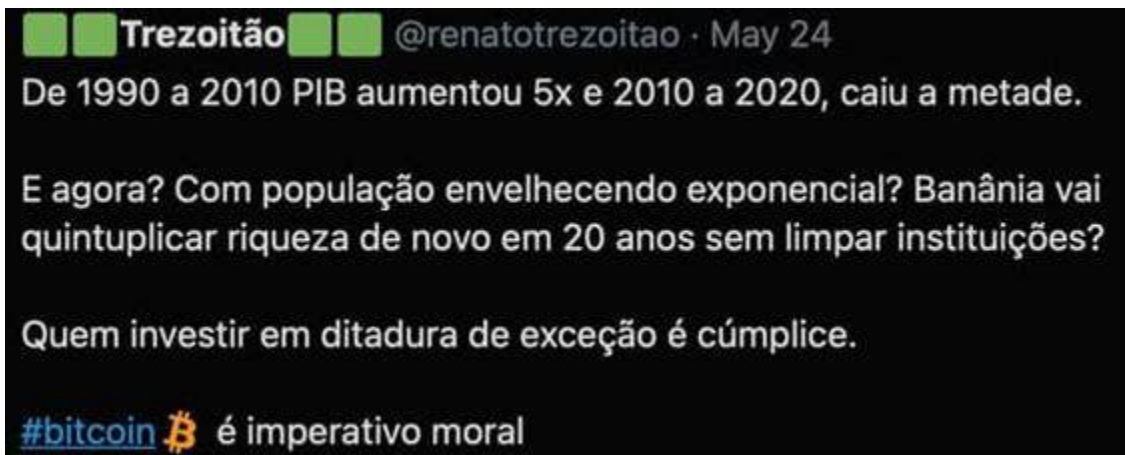 🟩🟩Trezoitão🟩🟩 @renatotrezoitao · May 24
De 1990 a 2010 PIB aumentou 5x e 2010 a 2020, caiu a metade.
E agora? Com população envelhecendo exponencial? Banânia vai
quintuplicar riqueza de novo em 20 anos sem limpar instituições?
Quem investir em ditadura de exceção é cúmplice.
#bitcoin é imperativo moral